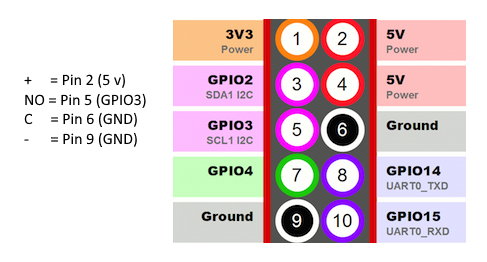 + = Pin 2 (5 v)
NO = Pin 5 (GPIO3)
C = Pin 6 (GND)
- = Pin 9 (GND)
3V3 1 2 5V
Power Power
GPIO2 3 4 5V
SDA1 I2C Power
GPIO3 5 6 Ground
SCL1 I2C
GPIO4 7 8 GPIO14
UART0_TXD
Ground 9 10 GPIO15
UART0_RXD